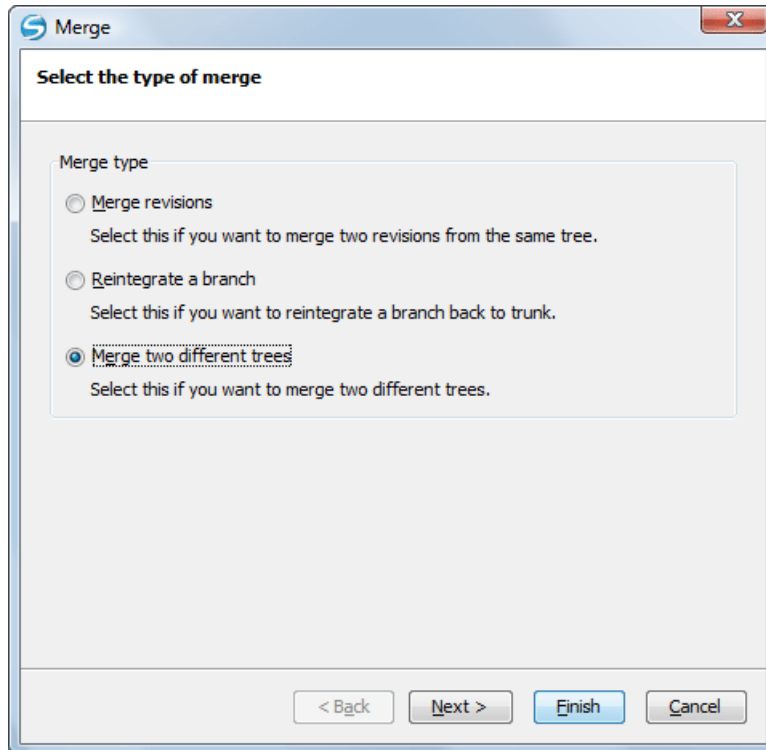 Merge
Select the type of merge
Merge type
Merge revisions
Select this if you want to merge two revisions from the same tree.
Reintegrate a branch
Select this if you want to reintegrate a branch back to trunk.
Merge two different trees
Select this if you want to merge two different trees.
< Back Next > Finish Cancel